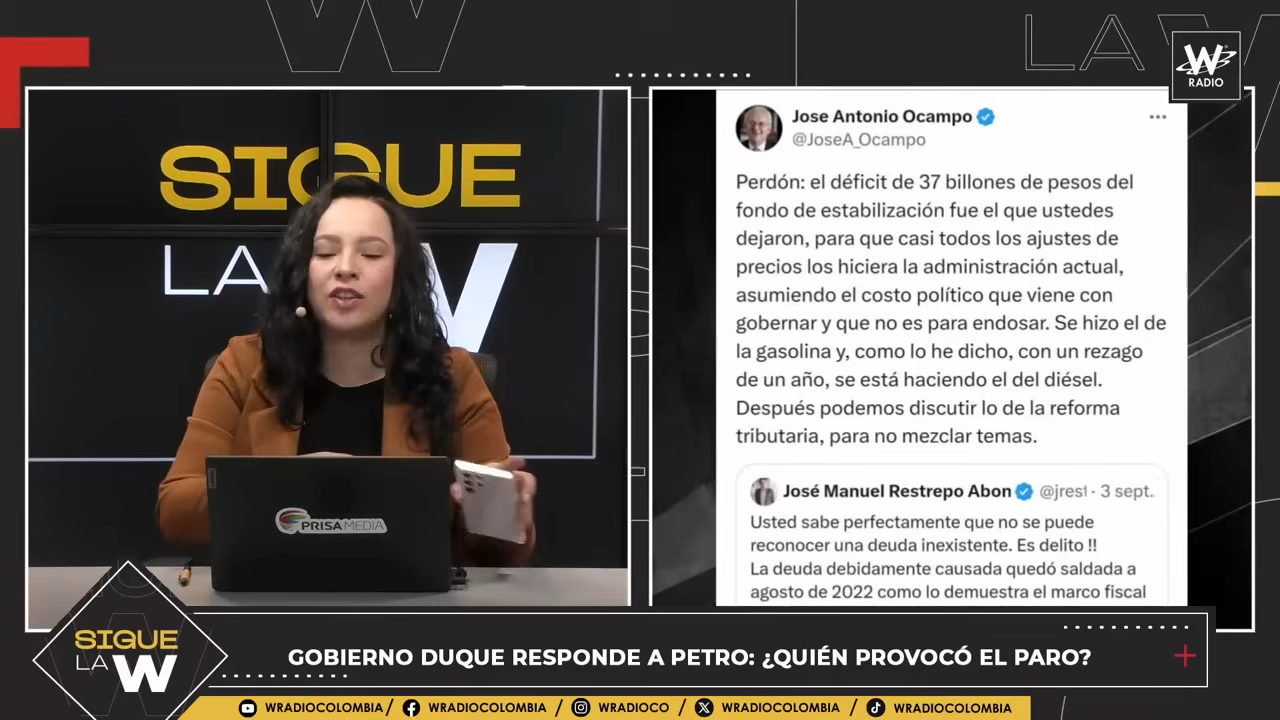 LA W
W
RADIO
SIGUE
LA W
PRISA MEDIA
Jose Antonio Ocampo
@JoseA_Ocampo
Perdón: el déficit de 37 billones de pesos del
fondo de estabilización fue el que ustedes
dejaron, para que casi todos los ajustes de
precios los hiciera la administración actual,
asumiendo el costo político que viene con
gobernar y que no es para endosar. Se hizo el de
la gasolina y, como lo he dicho, con un rezago
de un año, se está haciendo el del diésel.
Después podemos discutir lo de la reforma
tributaria, para no mezclar temas.
José Manuel Restrepo Abon @jrest · 3 sept.
Usted sabe perfectamente que no se puede
reconocer una deuda inexistente. Es delito !!
La deuda debidamente causada quedó saldada a
agosto de 2022 como lo demuestra el marco fiscal
SIGUE
LA W
GOBIERNO DUQUE RESPONDE A PETRO: ¿QUIÉN PROVOCÓ EL PARO?
WRADIOCOLOMBIA / WRADIOCOLOMBIA / WRADIOCO / WRADIOCOLOMBIA / WRADIOCOLOMBIA